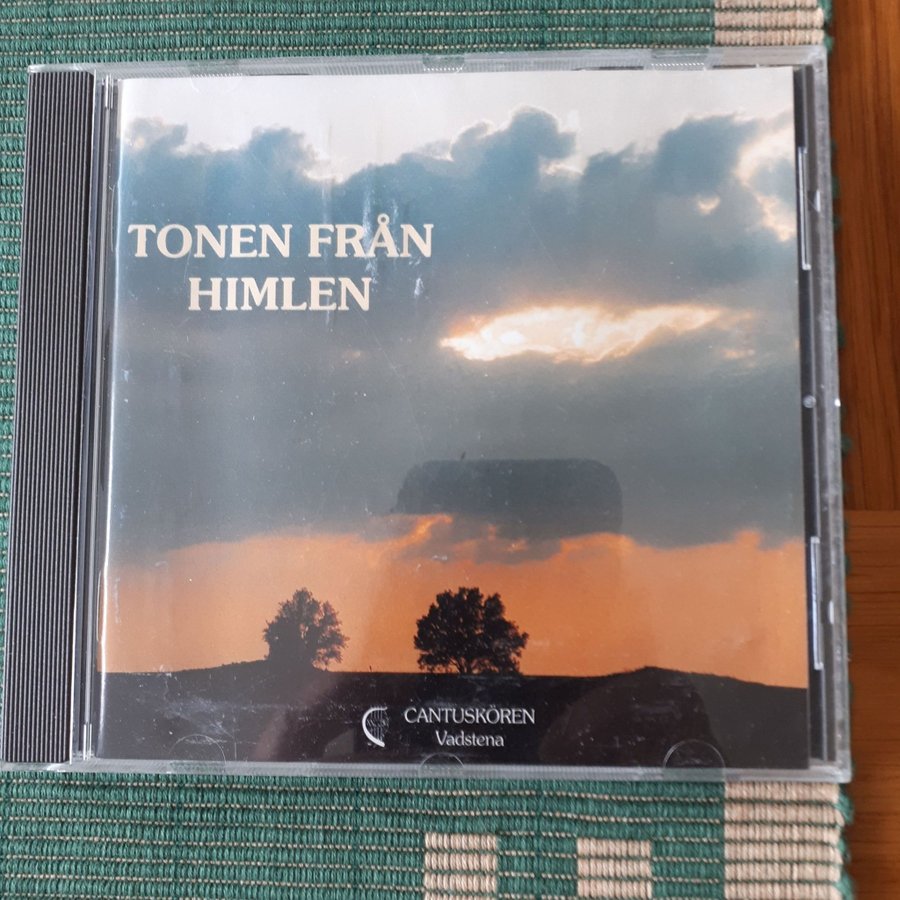 TONEN FRÅN
HIMLEN
CANTUSKÖREN
Vadstena